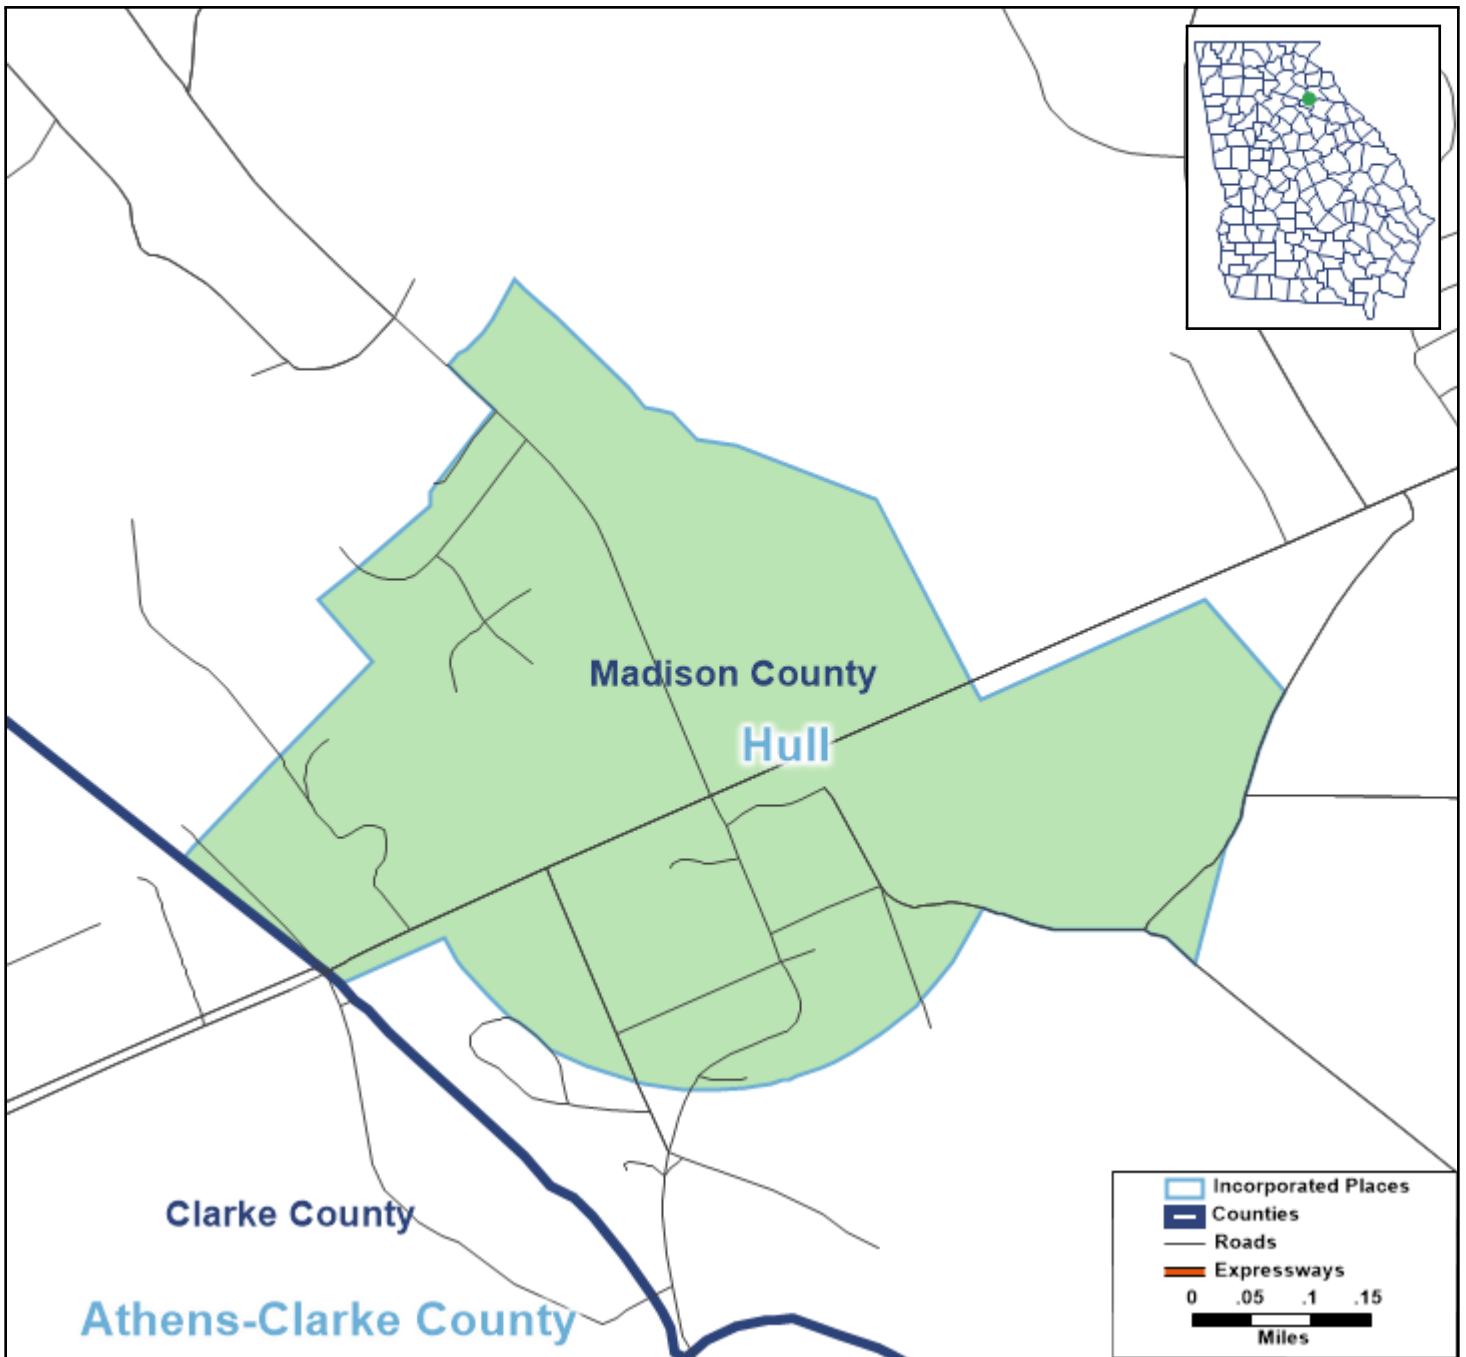 Madison County
Hull
Clarke County
Athens-Clarke County
Incorporated Places
Counties
Roads
Expressways
0 .05 .1 .15
Miles